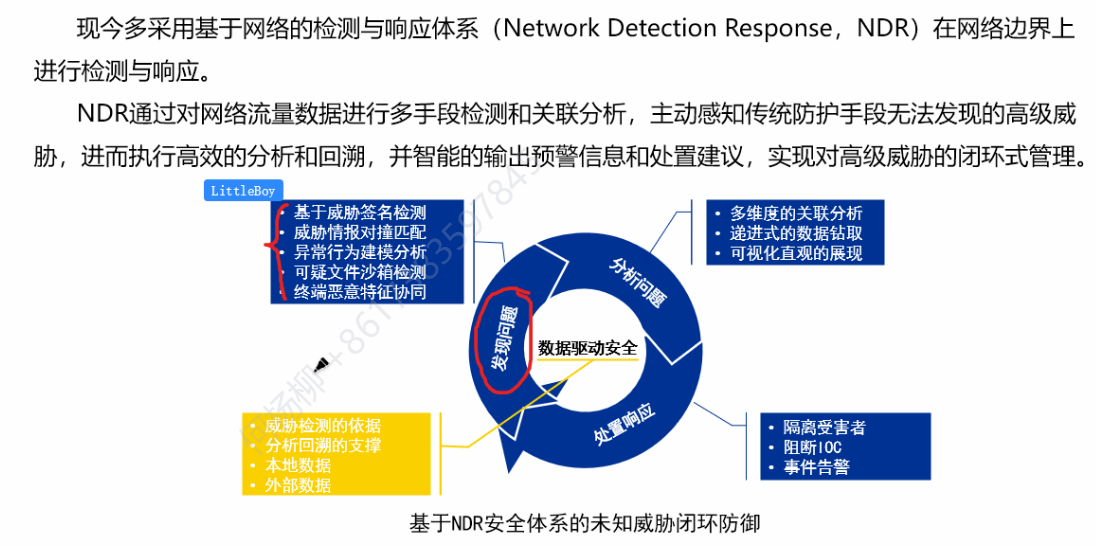 现今多采用基于网络的检测与响应体系（Network Detection Response，NDR）在网络边界上
进行检测与响应。
NDR通过对网络流量数据进行多手段检测和关联分析，主动感知传统防护手段无法发现的高级威
胁，进而执行高效的分析和回溯，并智能的输出预警信息和处置建议，实现对高级威胁的闭环式管理。
LittleBoy
• 基于威胁签名检测
• 威胁情报对撞匹配
• 异常行为建模分析
• 可疑文件沙箱检测
• 终端恶意特征协同
• 多维度的关联分析
• 递进式的数据钻取
• 可视化直观的展现
发现问题
分析问题
数据驱动安全
处置响应
• 威胁检测的依据
• 分析回溯的支撑
• 本地数据
• 外部数据
• 隔离受害者
• 阻断IOC
• 事件告警
基于NDR安全体系的未知威胁闭环防御